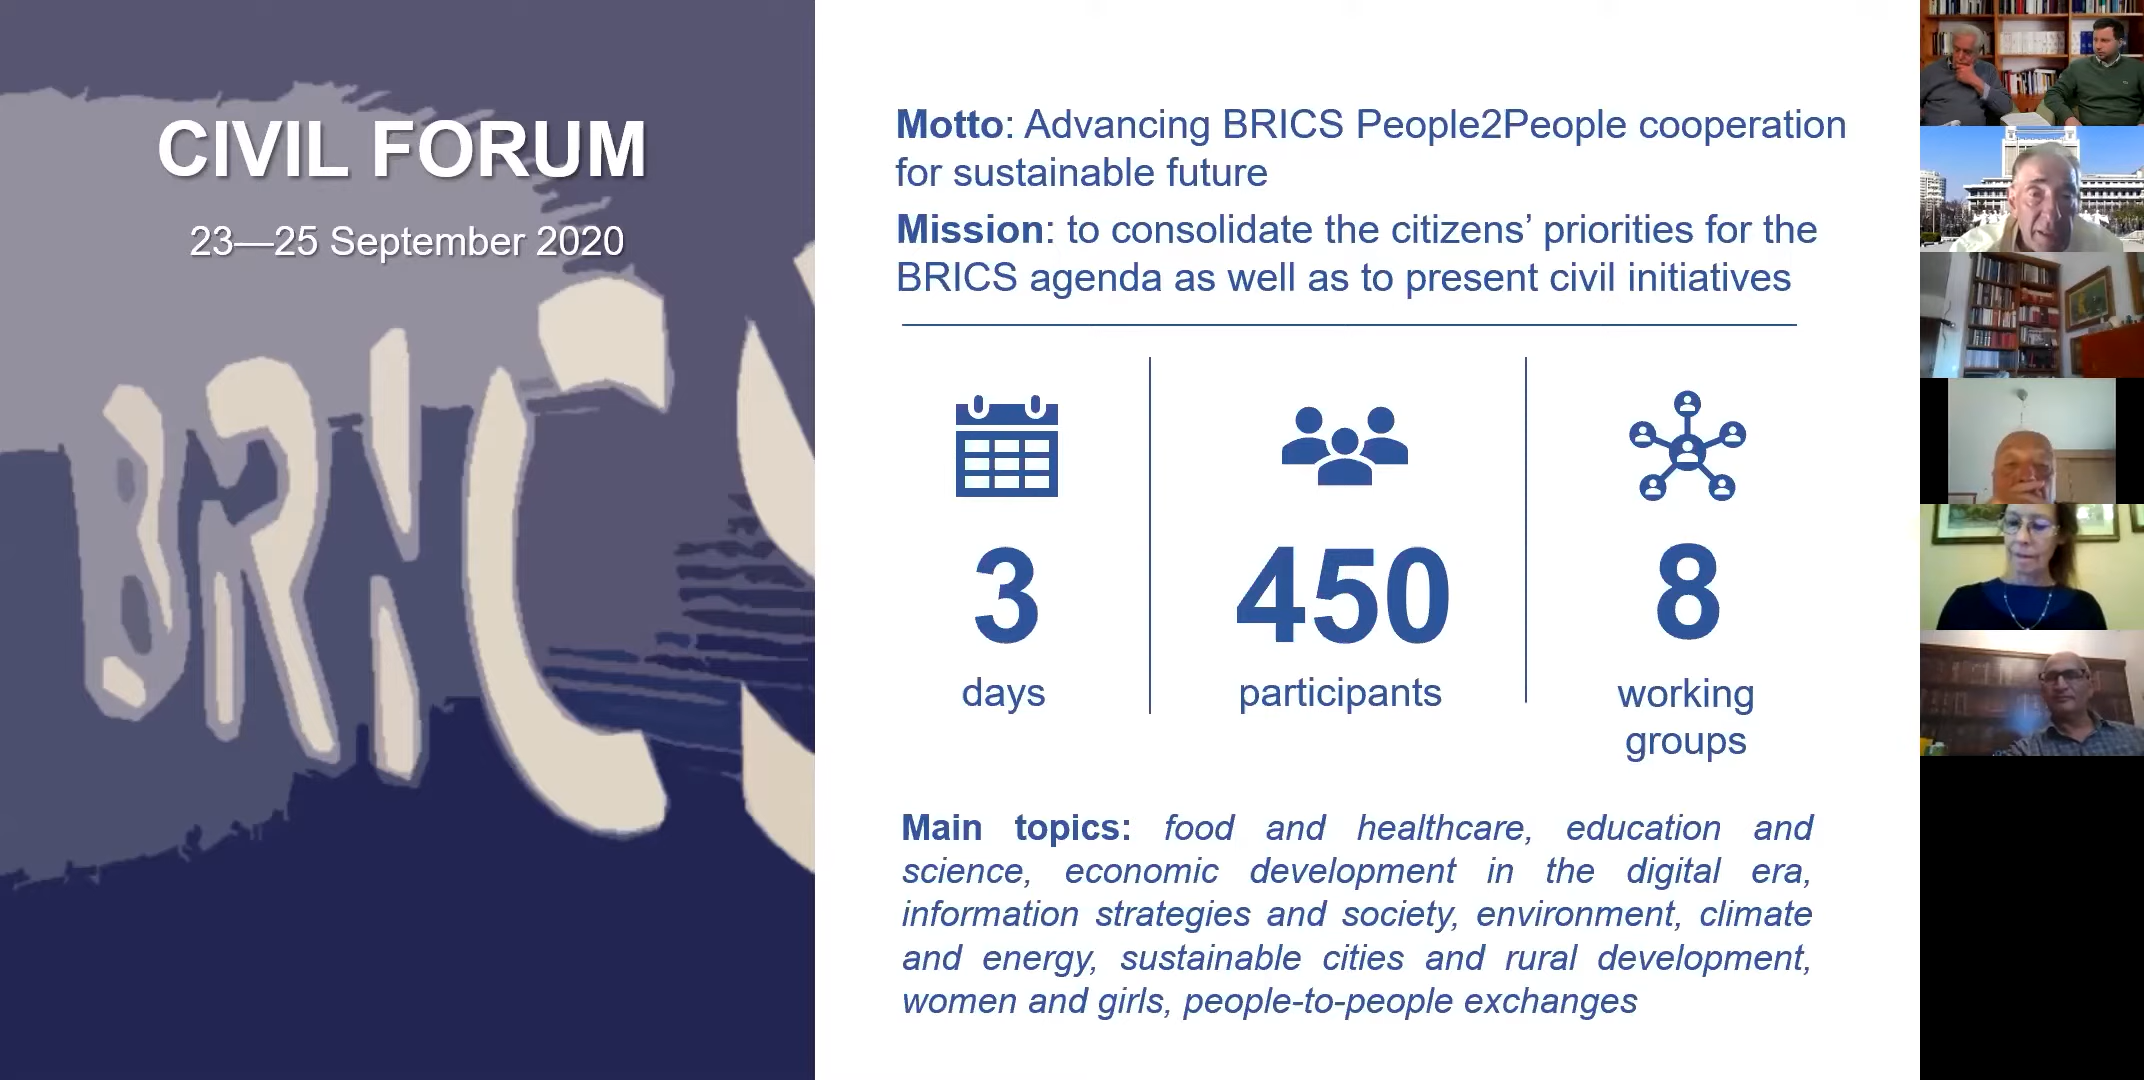 CIVIL FORUM
23—25 September 2020
BRICS
Motto: Advancing BRICS People2People cooperation
for sustainable future
Mission: to consolidate the citizens’ priorities for the
BRICS agenda as well as to present civil initiatives
3
days
450
participants
8
working
groups
Main topics: food and healthcare, education and
science, economic development in the digital era,
information strategies and society, environment, climate
and energy, sustainable cities and rural development,
women and girls, people-to-people exchanges